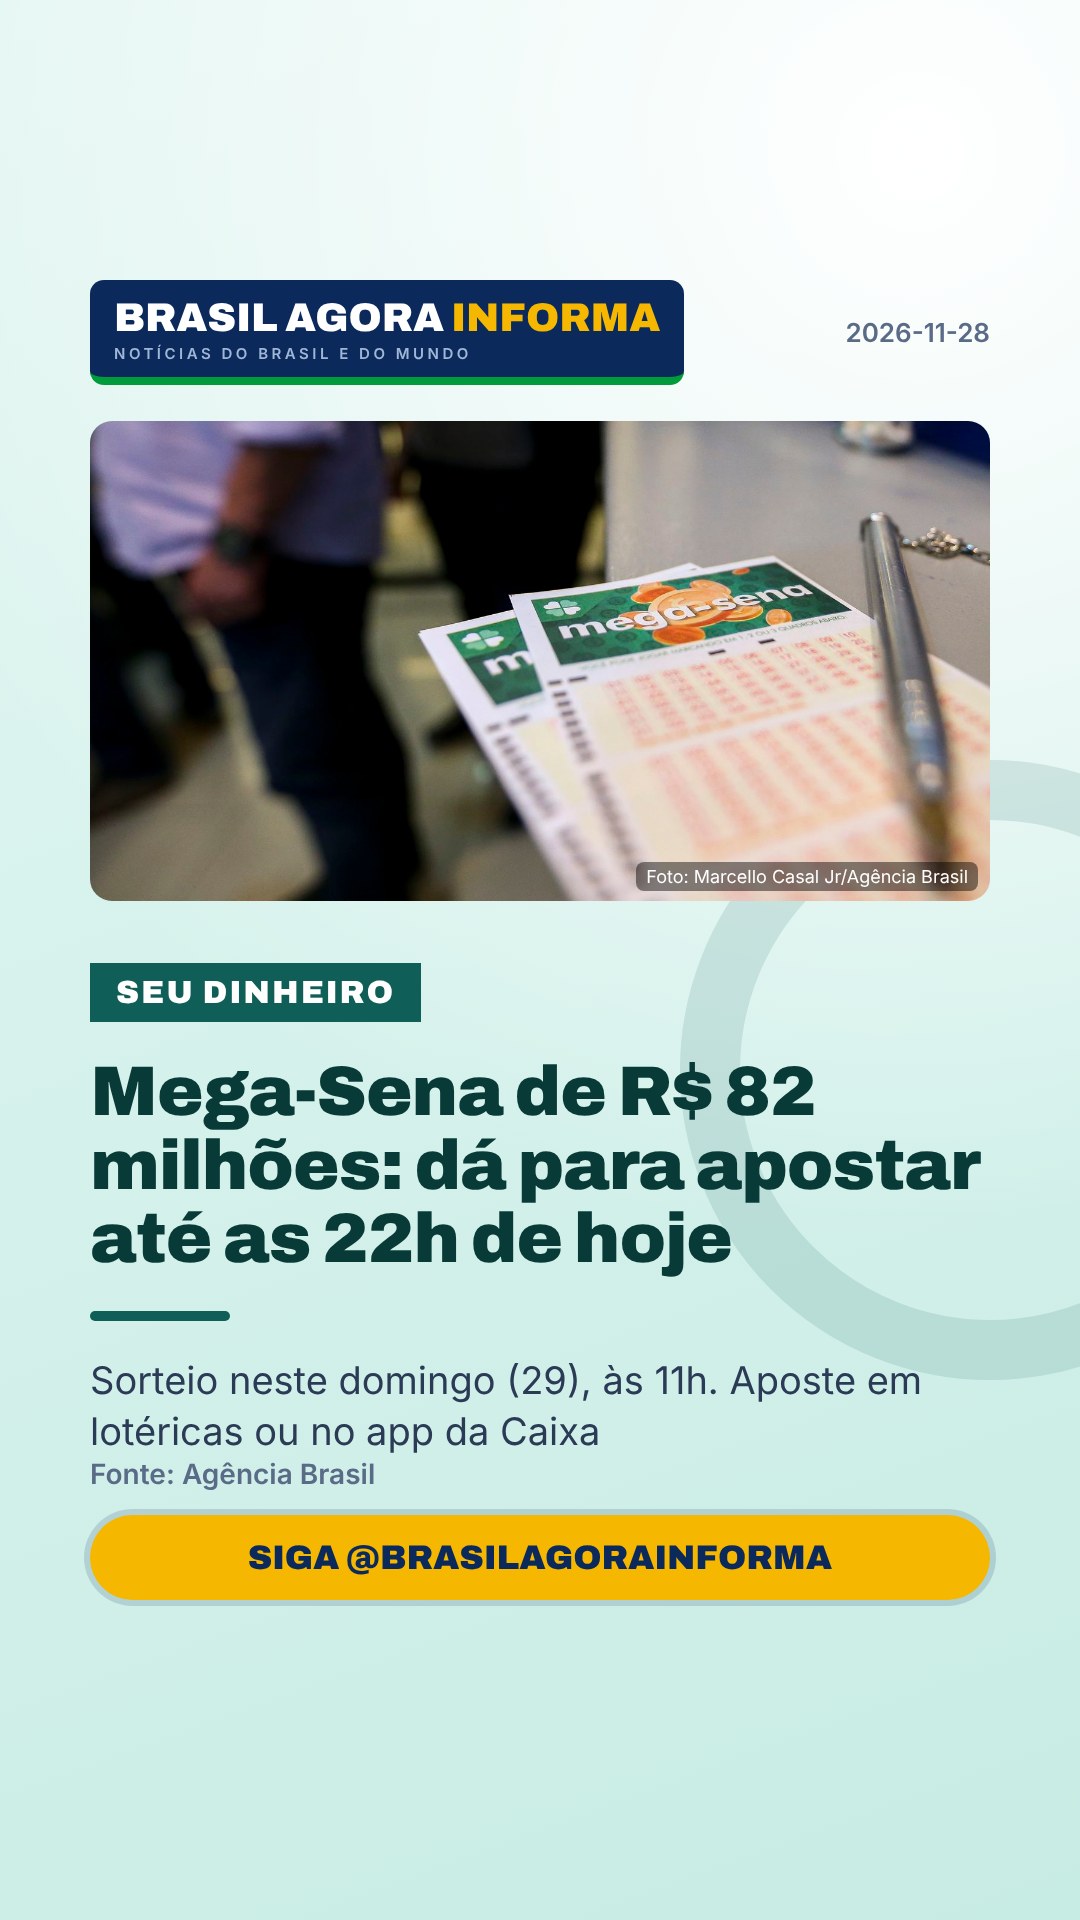 BRASIL AGORA INFORMA
NOTÍCIAS DO BRASIL E DO MUNDO
2026-11-28
mega-sena
m
Foto: Marcello Casal Jr/Agência Brasil
SEU DINHEIRO
Mega-Sena de R$ 82
milhões: dá para apostar
até as 22h de hoje
Sorteio neste domingo (29), às 11h. Aposte em
lotéricas ou no app da Caixa
Fonte: Agência Brasil
SIGA @BRASILAGORAINFORMA